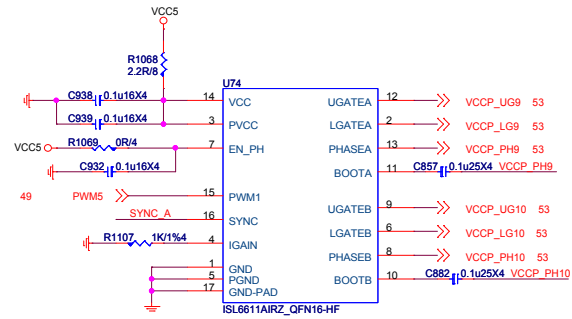 VCC5
R1068
2.2R/8
U74
C938 0.1u16X4
14 VCC UGATEA 12 VCCP_UG9 53
C939 0.1u16X4
3 PVCC LGATEA 2 VCCP_LG9 53
VCC5 R1069 0R/4
7 EN_PH PHASEA 13 VCCP_PH9 53
C932 0.1u16X4
BOOTA 11 C857 0.1u25X4 VCCP_PH9
49 PWM5 15 PWM1
UGATEB 9 VCCP_UG10 53
SYNC_A 16 SYNC
LGATEB 6 VCCP_LG10 53
R1107 1K/1%4 4 IGAIN
PHASEB 8 VCCP_PH10 53
1 GND
5 PGND BOOTB 10 C882 0.1u25X4 VCCP_PH10
17 GND-PAD
ISL6611AIRZ_QFN16-HF